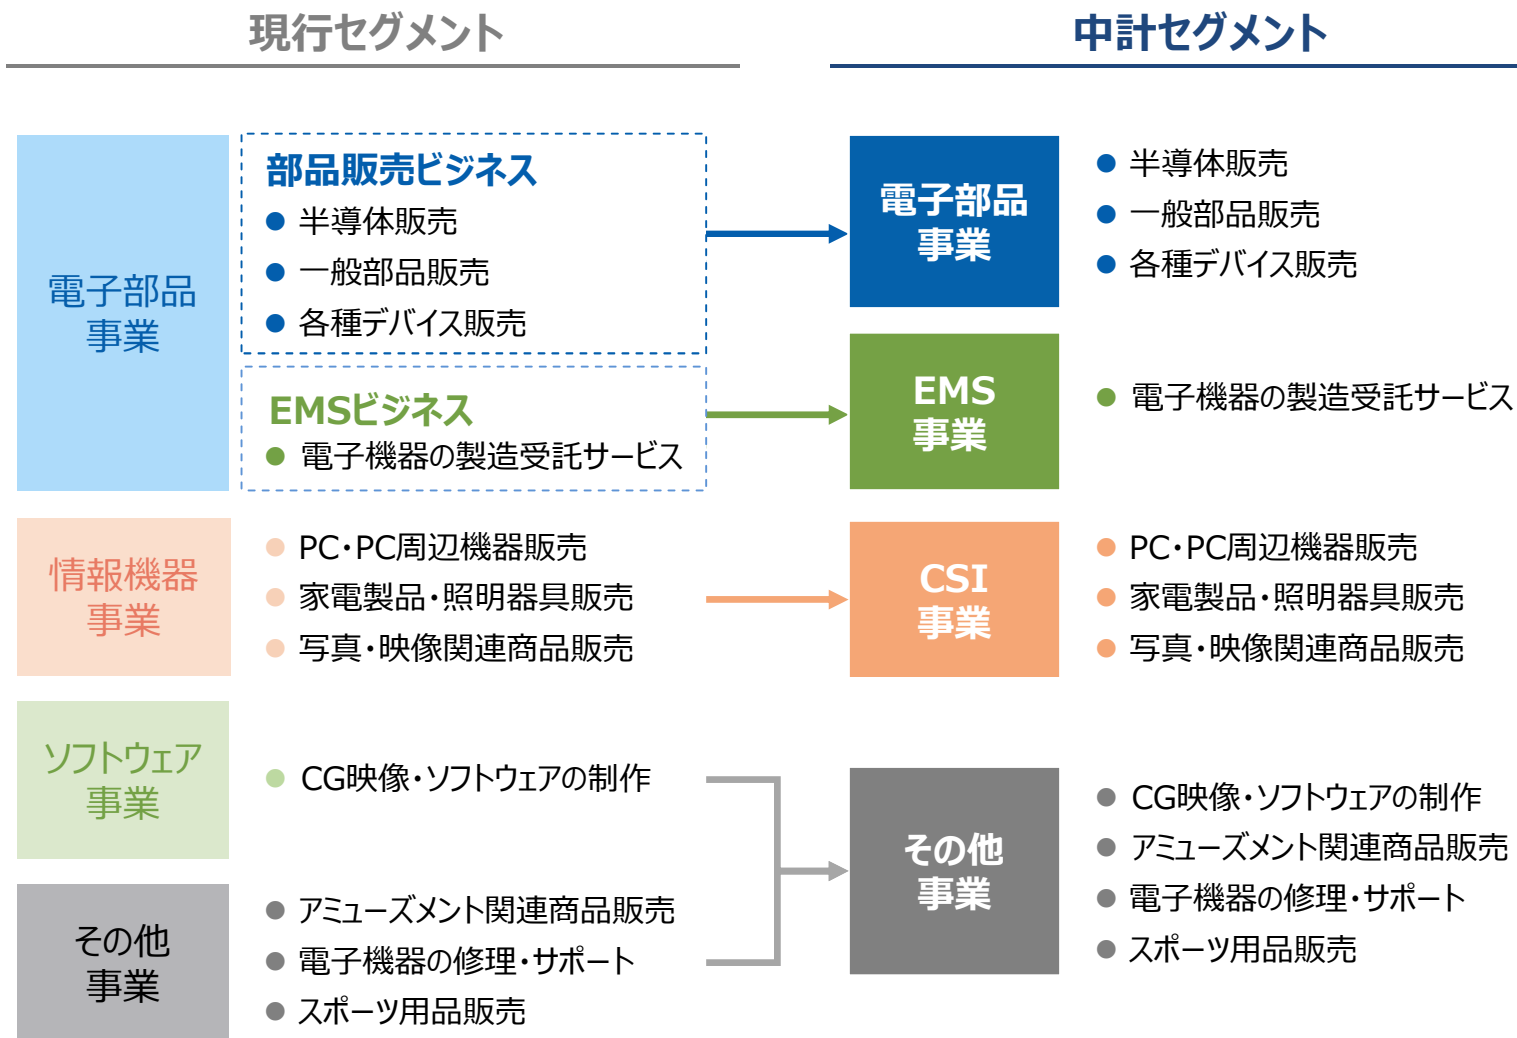 現行セグメント
中計セグメント
電子部品
事業
部品販売ビジネス
● 半導体販売
● 一般部品販売
● 各種デバイス販売
EMSビジネス
● 電子機器の製造受託サービス
電子部品
事業
● 半導体販売
● 一般部品販売
● 各種デバイス販売
EMS
事業
● 電子機器の製造受託サービス
情報機器
事業
● PC・PC周辺機器販売
● 家電製品・照明器具販売
● 写真・映像関連商品販売
CSI
事業
● PC・PC周辺機器販売
● 家電製品・照明器具販売
● 写真・映像関連商品販売
ソフトウェア
事業
● CG映像・ソフトウェアの制作
その他
事業
● アミューズメント関連商品販売
● 電子機器の修理・サポート
● スポーツ用品販売
その他
事業
● CG映像・ソフトウェアの制作
● アミューズメント関連商品販売
● 電子機器の修理・サポート
● スポーツ用品販売